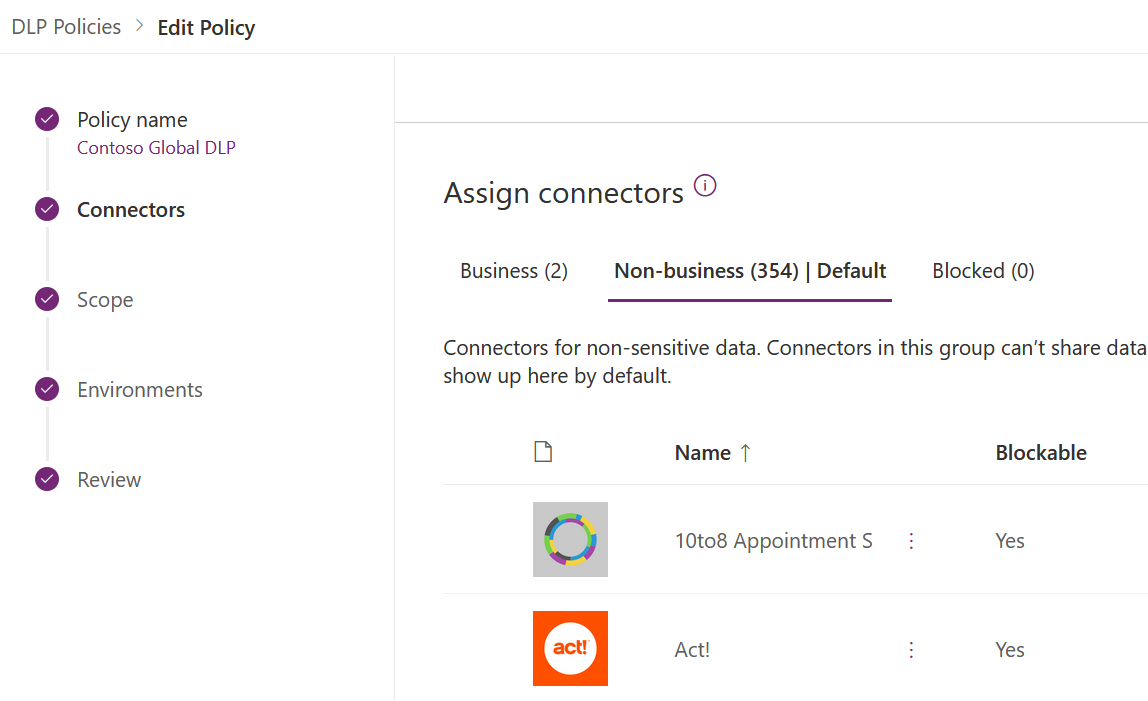 DLP Policies > Edit Policy
Policy name
Contoso Global DLP
Connectors
Scope
Environments
Review
Assign connectors
Business (2) Non-business (354) | Default Blocked (0)
Connectors for non-sensitive data. Connectors in this group can’t share data
show up here by default.
Name ↑ Blockable
10to8 Appointment S Yes
act!
Act! Yes